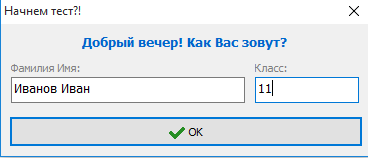 Начнем тест?!
Добрый вечер! Как Вас зовут?
Фамилия Имя: Класс:
Иванов Иван 11
OK